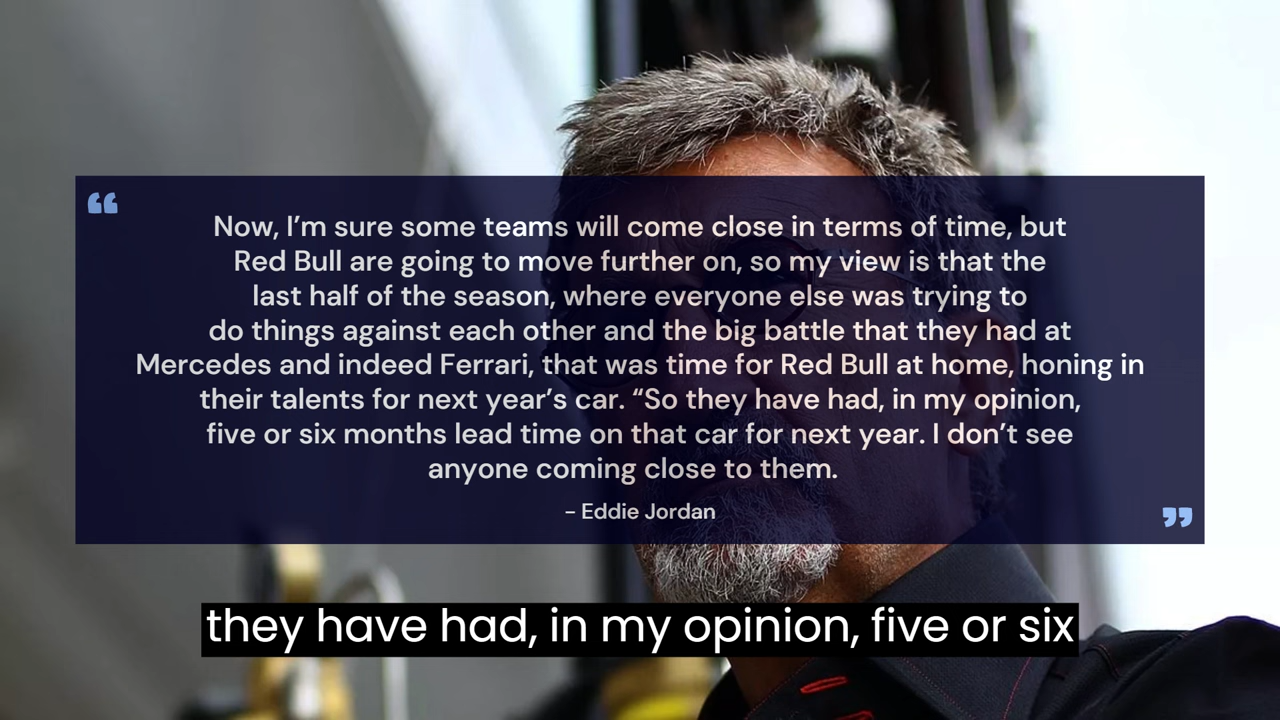 Now, I’m sure some teams will come close in terms of time, but
Red Bull are going to move further on, so my view is that the
last half of the season, where everyone else was trying to
do things against each other and the big battle that they had at
Mercedes and indeed Ferrari, that was time for Red Bull at home, honing in
their talents for next year’s car. “So they have had, in my opinion,
five or six months lead time on that car for next year. I don’t see
anyone coming close to them.
– Eddie Jordan
they have had, in my opinion, five or six